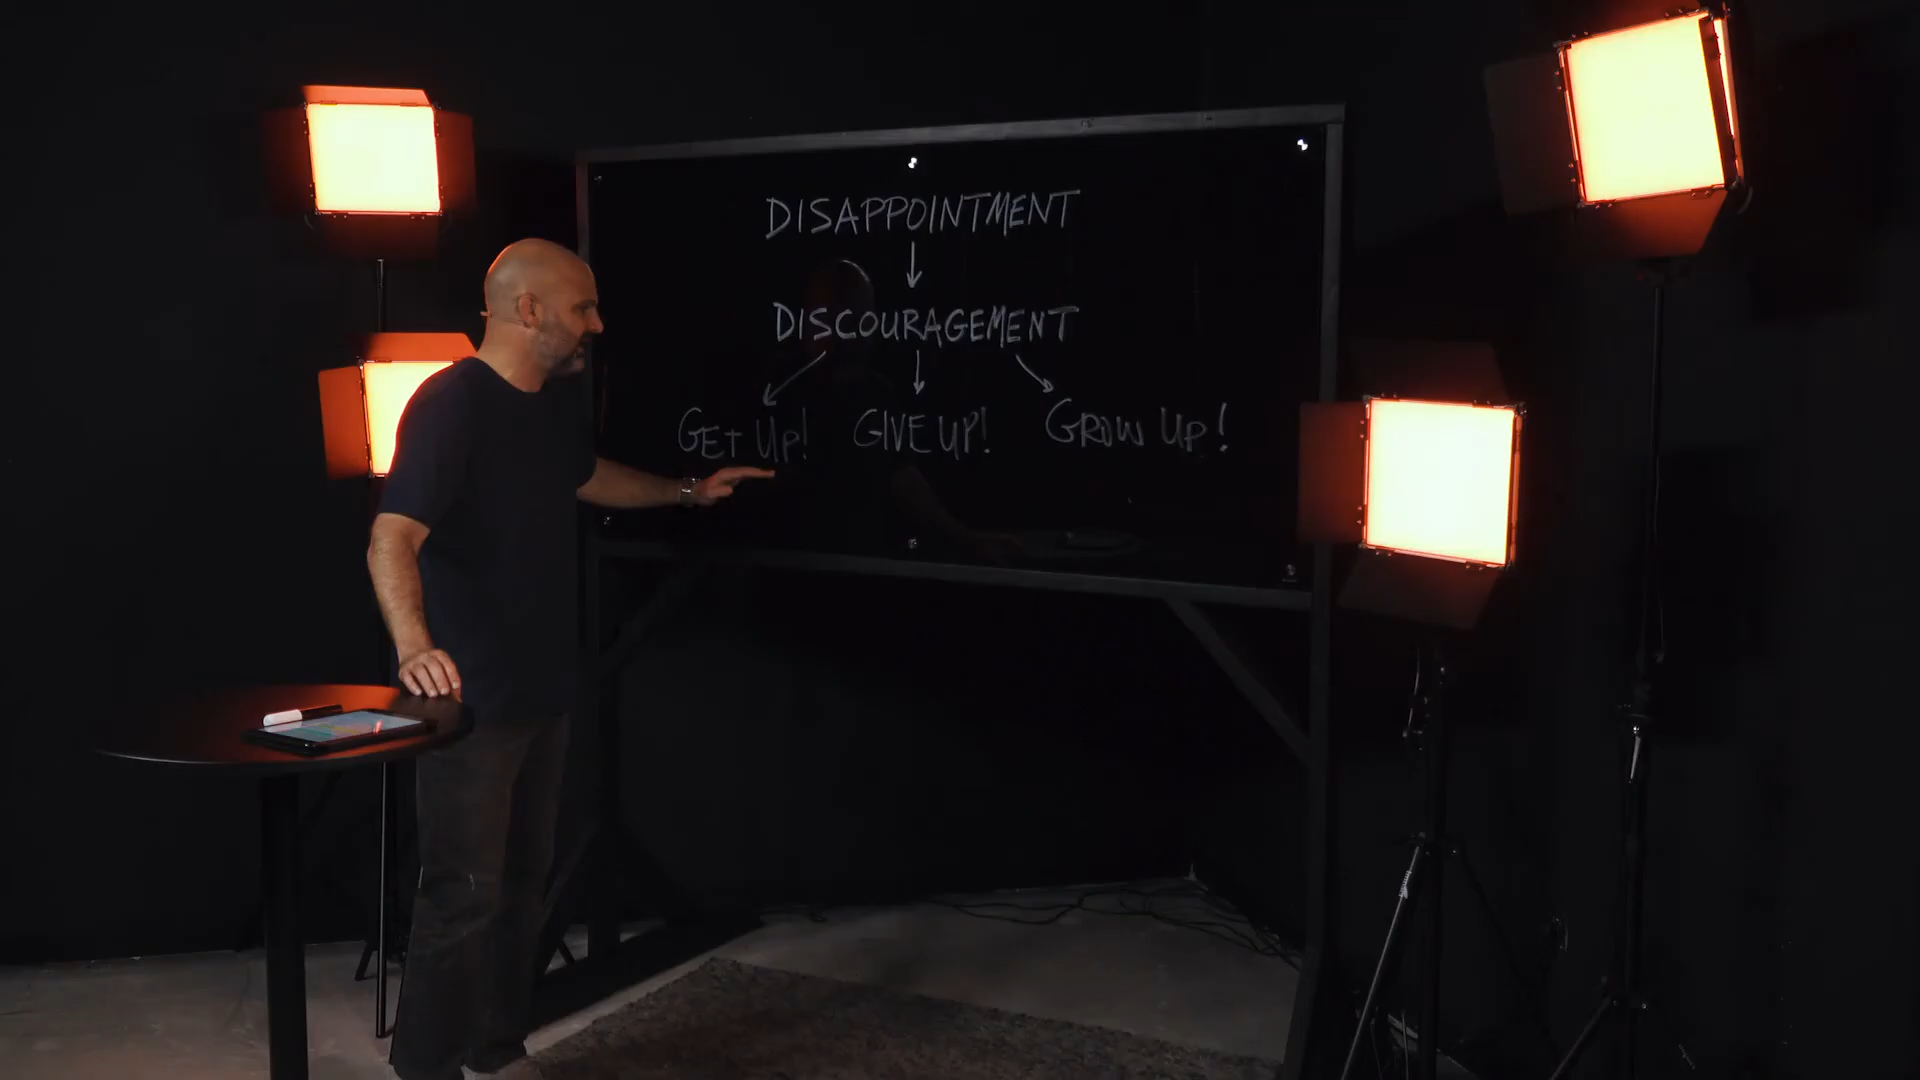 DISAPPOINTMENT
DISCOURAGEMENT
GET UP! GIVE UP! GROW UP!